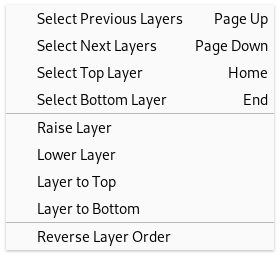 Select Previous Layers Page Up
Select Next Layers Page Down
Select Top Layer Home
Select Bottom Layer End
Raise Layer
Lower Layer
Layer to Top
Layer to Bottom
Reverse Layer Order